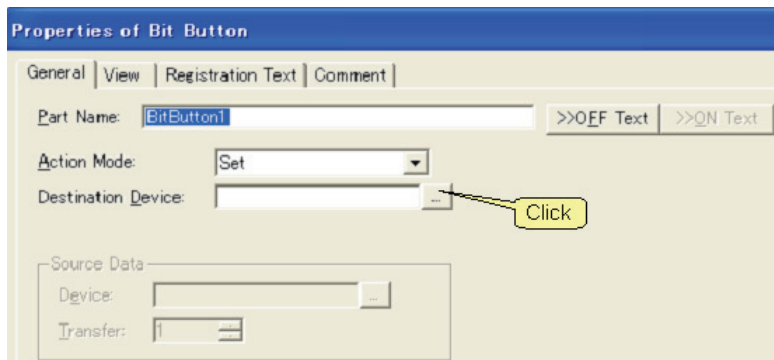 Properties of Bit Button
General View Registration Text Comment
Part Name: BitButton1 >>OFF Text >>ON Text
Action Mode: Set
Destination Device: ...
Click
Source Data
Device: ...
Transfer: 1